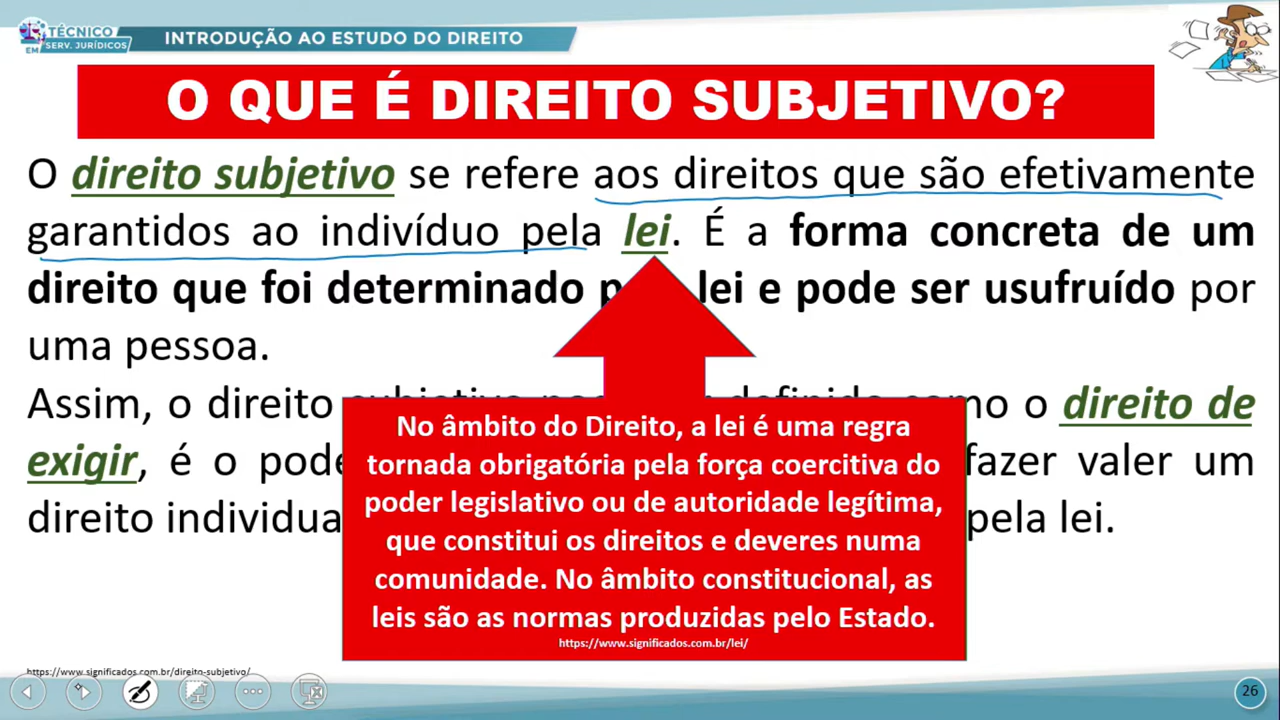 TÉCNICO
EM SERV. JURÍDICOS
INTRODUÇÃO AO ESTUDO DO DIREITO
O QUE É DIREITO SUBJETIVO?
O direito subjetivo se refere aos direitos que são efetivamente
garantidos ao indivíduo pela lei. É a forma concreta de um
direito que foi determinado lei e pode ser usufruído por
uma pessoa.
Assim, o direito como o direito de
exigir, é o fazer valer um
direito pela lei.
No âmbito do Direito, a lei é uma regra
tornada obrigatória pela força coercitiva do
poder legislativo ou de autoridade legítima,
que constitui os direitos e deveres numa
comunidade. No âmbito constitucional, as
leis são as normas produzidas pelo Estado.
https://www.significados.com.br/lei/
https://www.significados.com.br/direito-subjetivo/
26